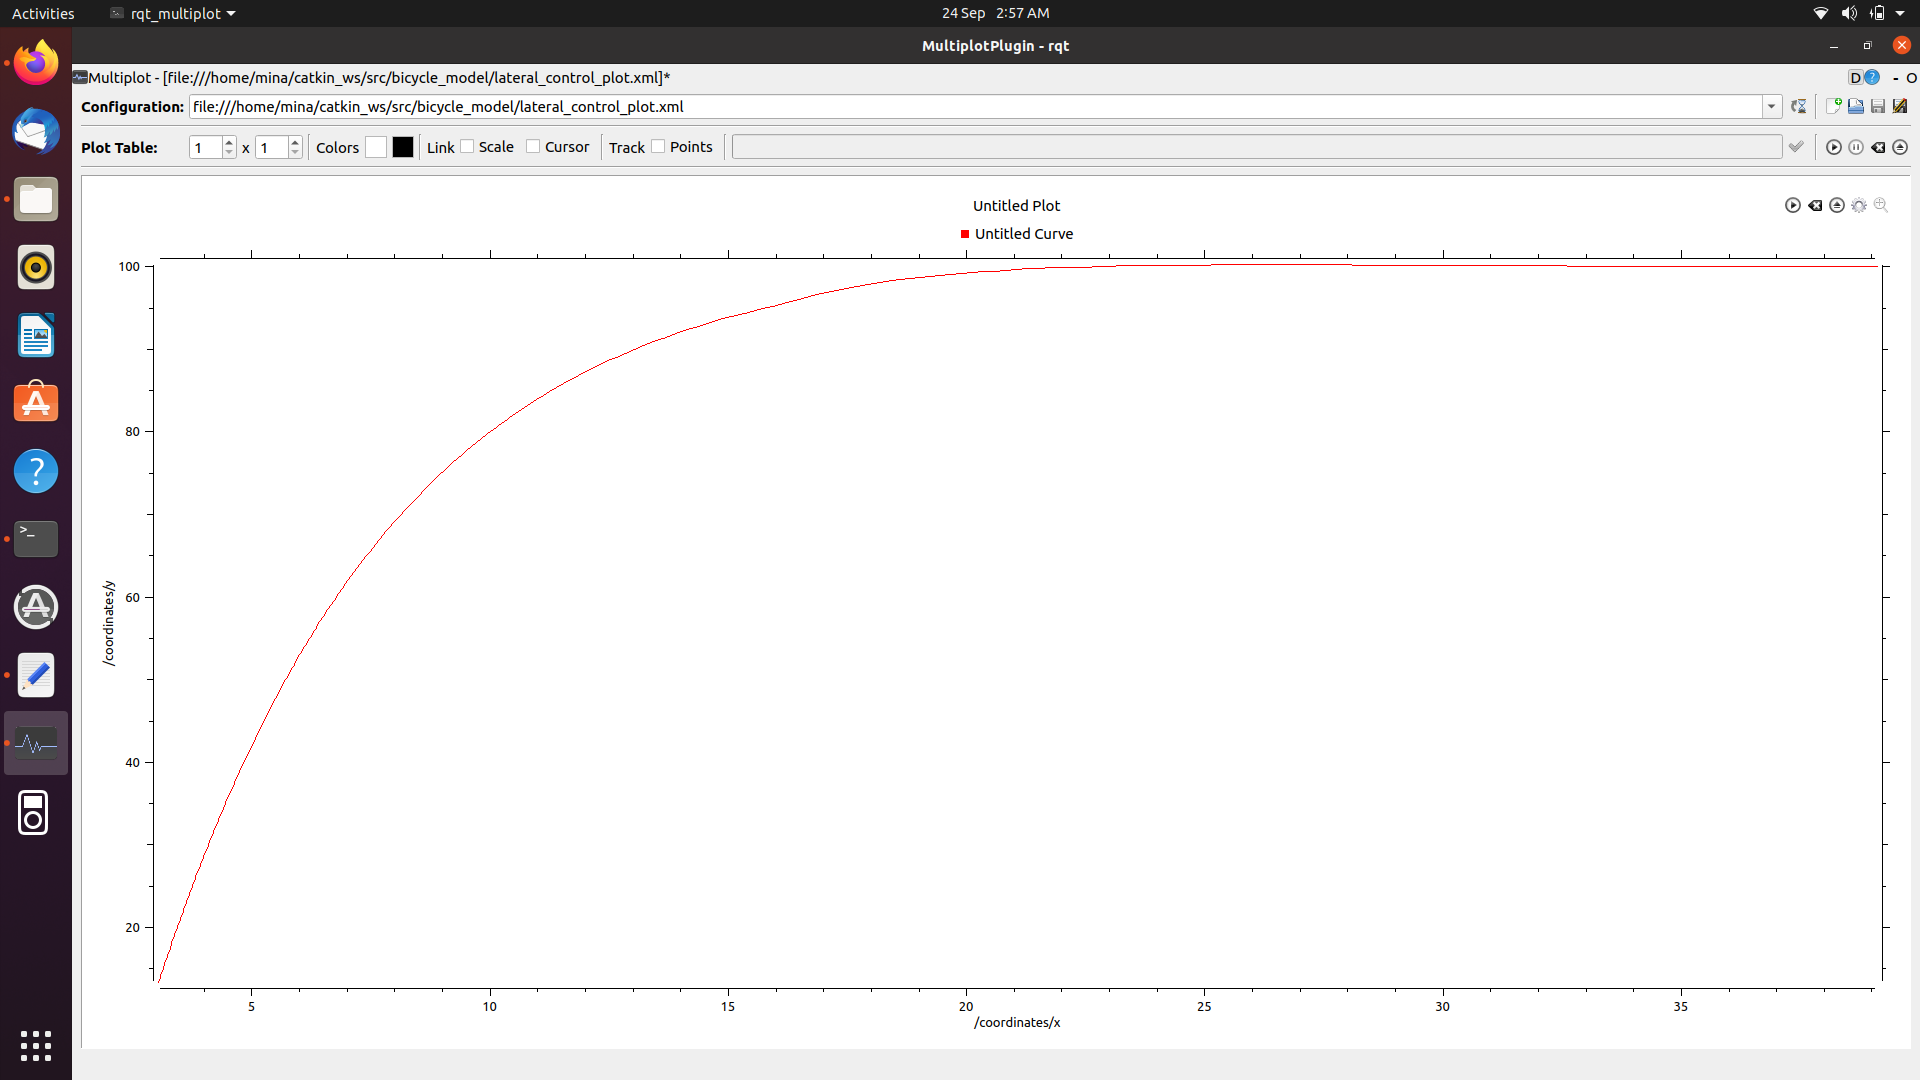 Activities rqt_multiplot 24 Sep 2:57 AM
MultiplotPlugin - rqt
Multiplot - [file:///home/mina/catkin_ws/src/bicycle_model/lateral_control_plot.xml]* D ? - O
Configuration: file:///home/mina/catkin_ws/src/bicycle_model/lateral_control_plot.xml
Plot Table: 1 x 1 Colors Link Scale Cursor Track Points
Untitled Plot
Untitled Curve
100
80
60
40
20
/coordinates/y
5 10 15 20 25 30 35
/coordinates/x